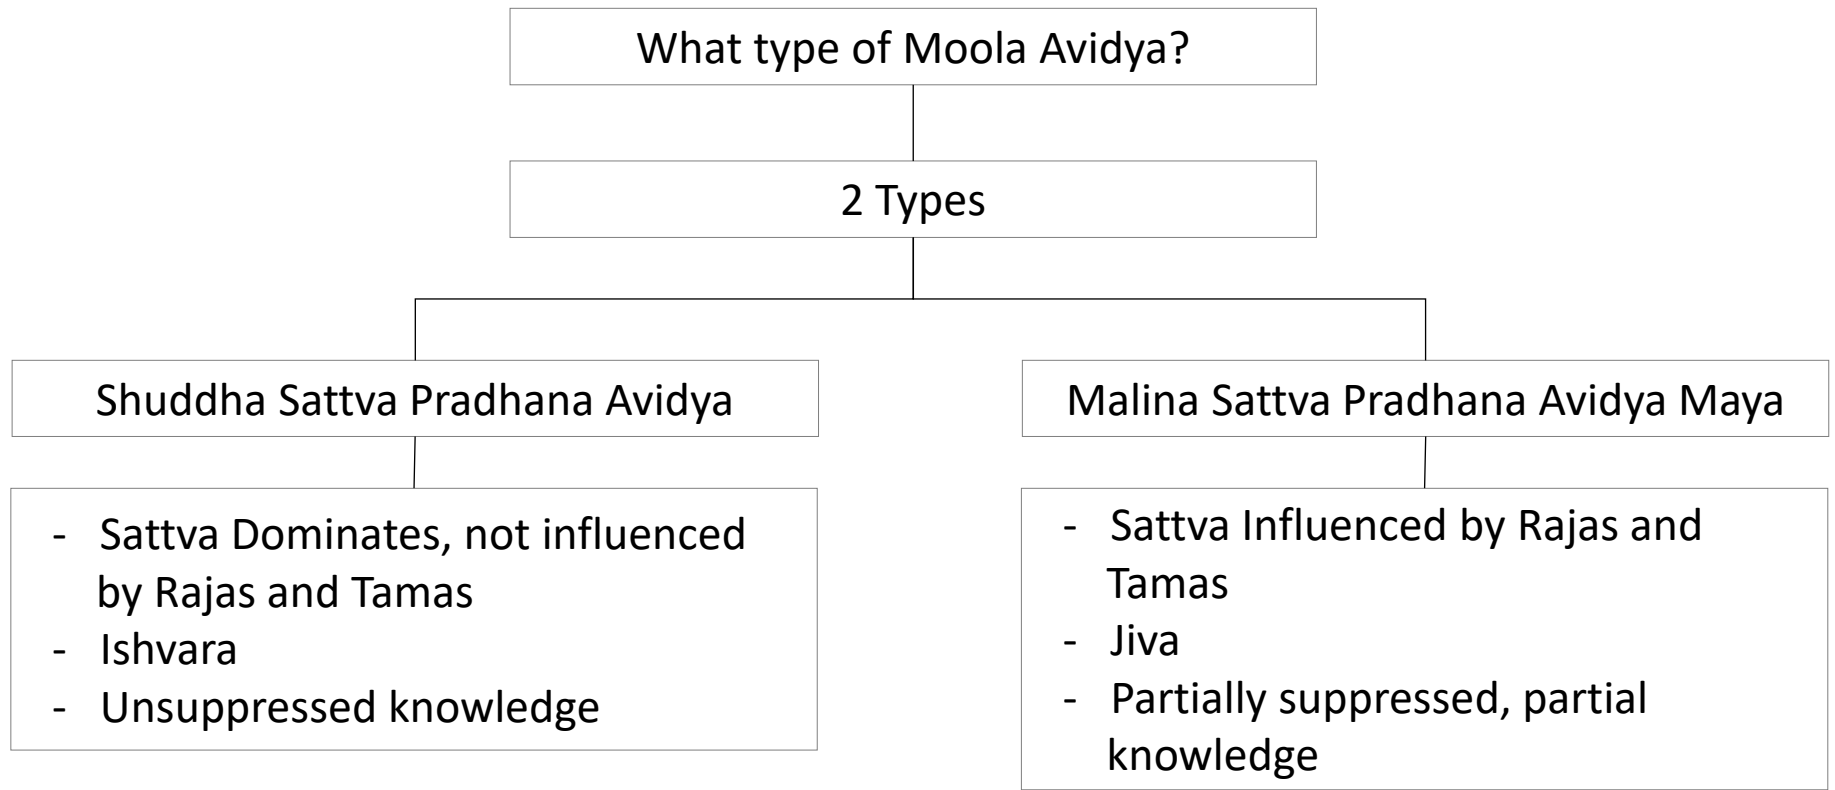 What type of Moola Avidya?
2 Types
Shuddha Sattva Pradhana Avidya
- Sattva Dominates, not influenced
by Rajas and Tamas
- Ishvara
- Unsuppressed knowledge
Malina Sattva Pradhana Avidya Maya
- Sattva Influenced by Rajas and
Tamas
- Jiva
- Partially suppressed, partial
knowledge